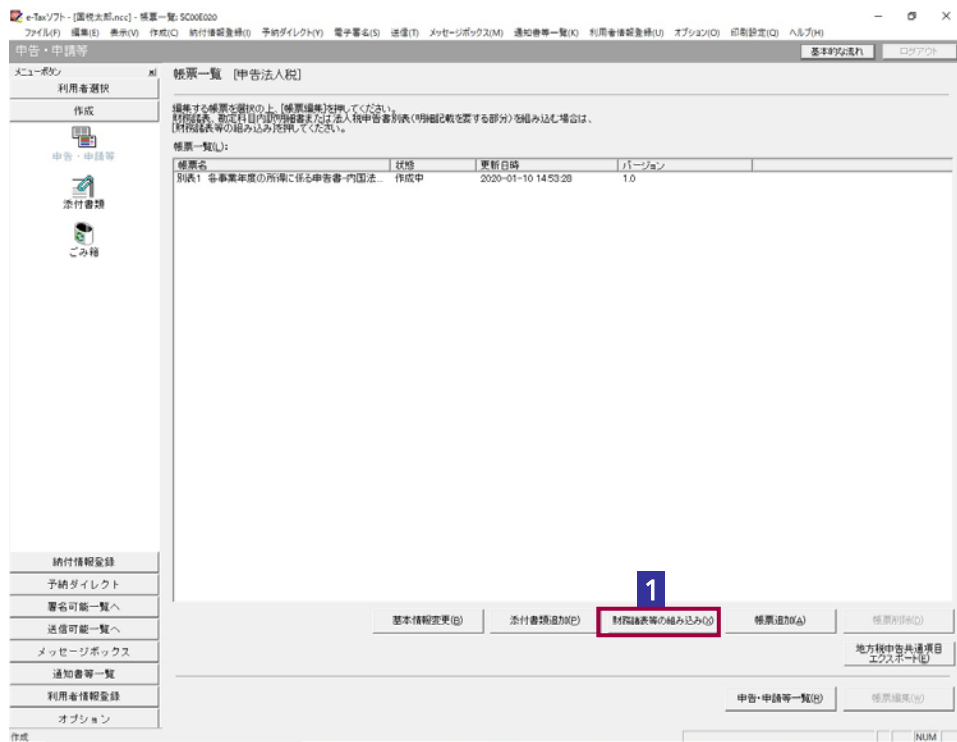 e-Taxソフト - [国税太郎.ncc] - 帳票一覧: SC00E020
ファイル(F) 編集(E) 表示(V) 作成(C) 納付情報登録(I) 予納ダイレクト(Y) 電子署名(S) 送信(T) メッセージボックス(M) 通知書等一覧(K) 利用者情報登録(U) オプション(O) 印刷設定(Q) ヘルプ(H)
申告・申請等
基本的な流れ
ログアウト
メニューボタン
利用者選択
作成
申告・申請等
添付書類
ごみ箱
納付情報登録
予納ダイレクト
署名可能一覧へ
送信可能一覧へ
メッセージボックス
通知書等一覧
利用者情報登録
オプション
帳票一覧 [申告法人税]
編集する帳票を選択の上、[帳票編集]を押してください。
財務諸表、勘定科目内訳明細書または法人税申告書別表(明細記載を要する部分)を組み込む場合は、
[財務諸表等の組み込み]を押してください。
帳票一覧(L):
帳票名 状態 更新日時 バージョン
別表1 各事業年度の所得に係る申告書-内国法... 作成中 2020-01-10 14:53:28 1.0
1
基本情報変更(B) 添付書類追加(P) 財務諸表等の組み込み(X) 帳票追加(A) 帳票削除(D)
地方税申告共通項目
エクスポート(E)
申告・申請等一覧(R) 帳票編集(W)
作成
NUM